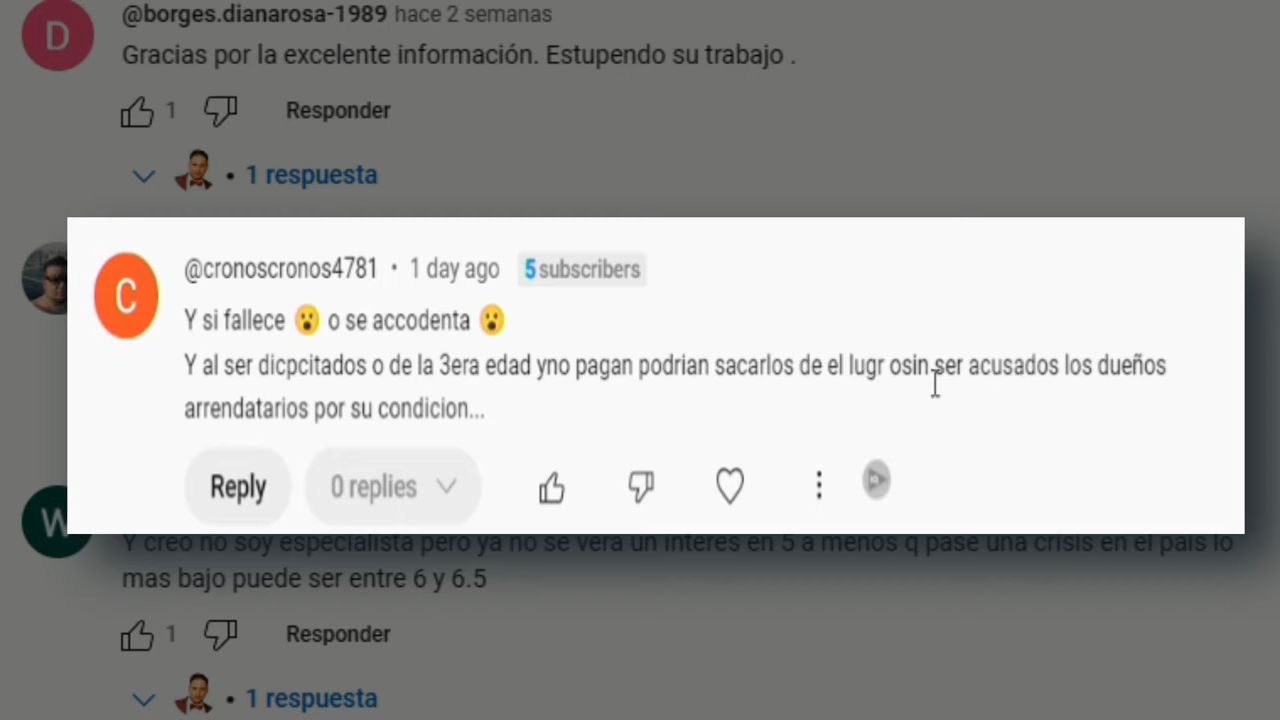 @borges.dianarosa-1989 hace 2 semanas
Gracias por la excelente información. Estupendo su trabajo .
1 Responder
1 respuesta
@cronoscronos4781 • 1 day ago 5 subscribers
Y si fallece 😮 o se accodenta 😮
Y al ser dicpcitados o de la 3era edad yno pagan podrian sacarlos de el lugr osin ser acusados los dueños
arrendatarios por su condicion...
Reply 0 replies
Y creo no soy especialista pero ya no se vera un interes en 5 a menos q pase una crisis en el pais lo
mas bajo puede ser entre 6 y 6.5
1 Responder
1 respuesta